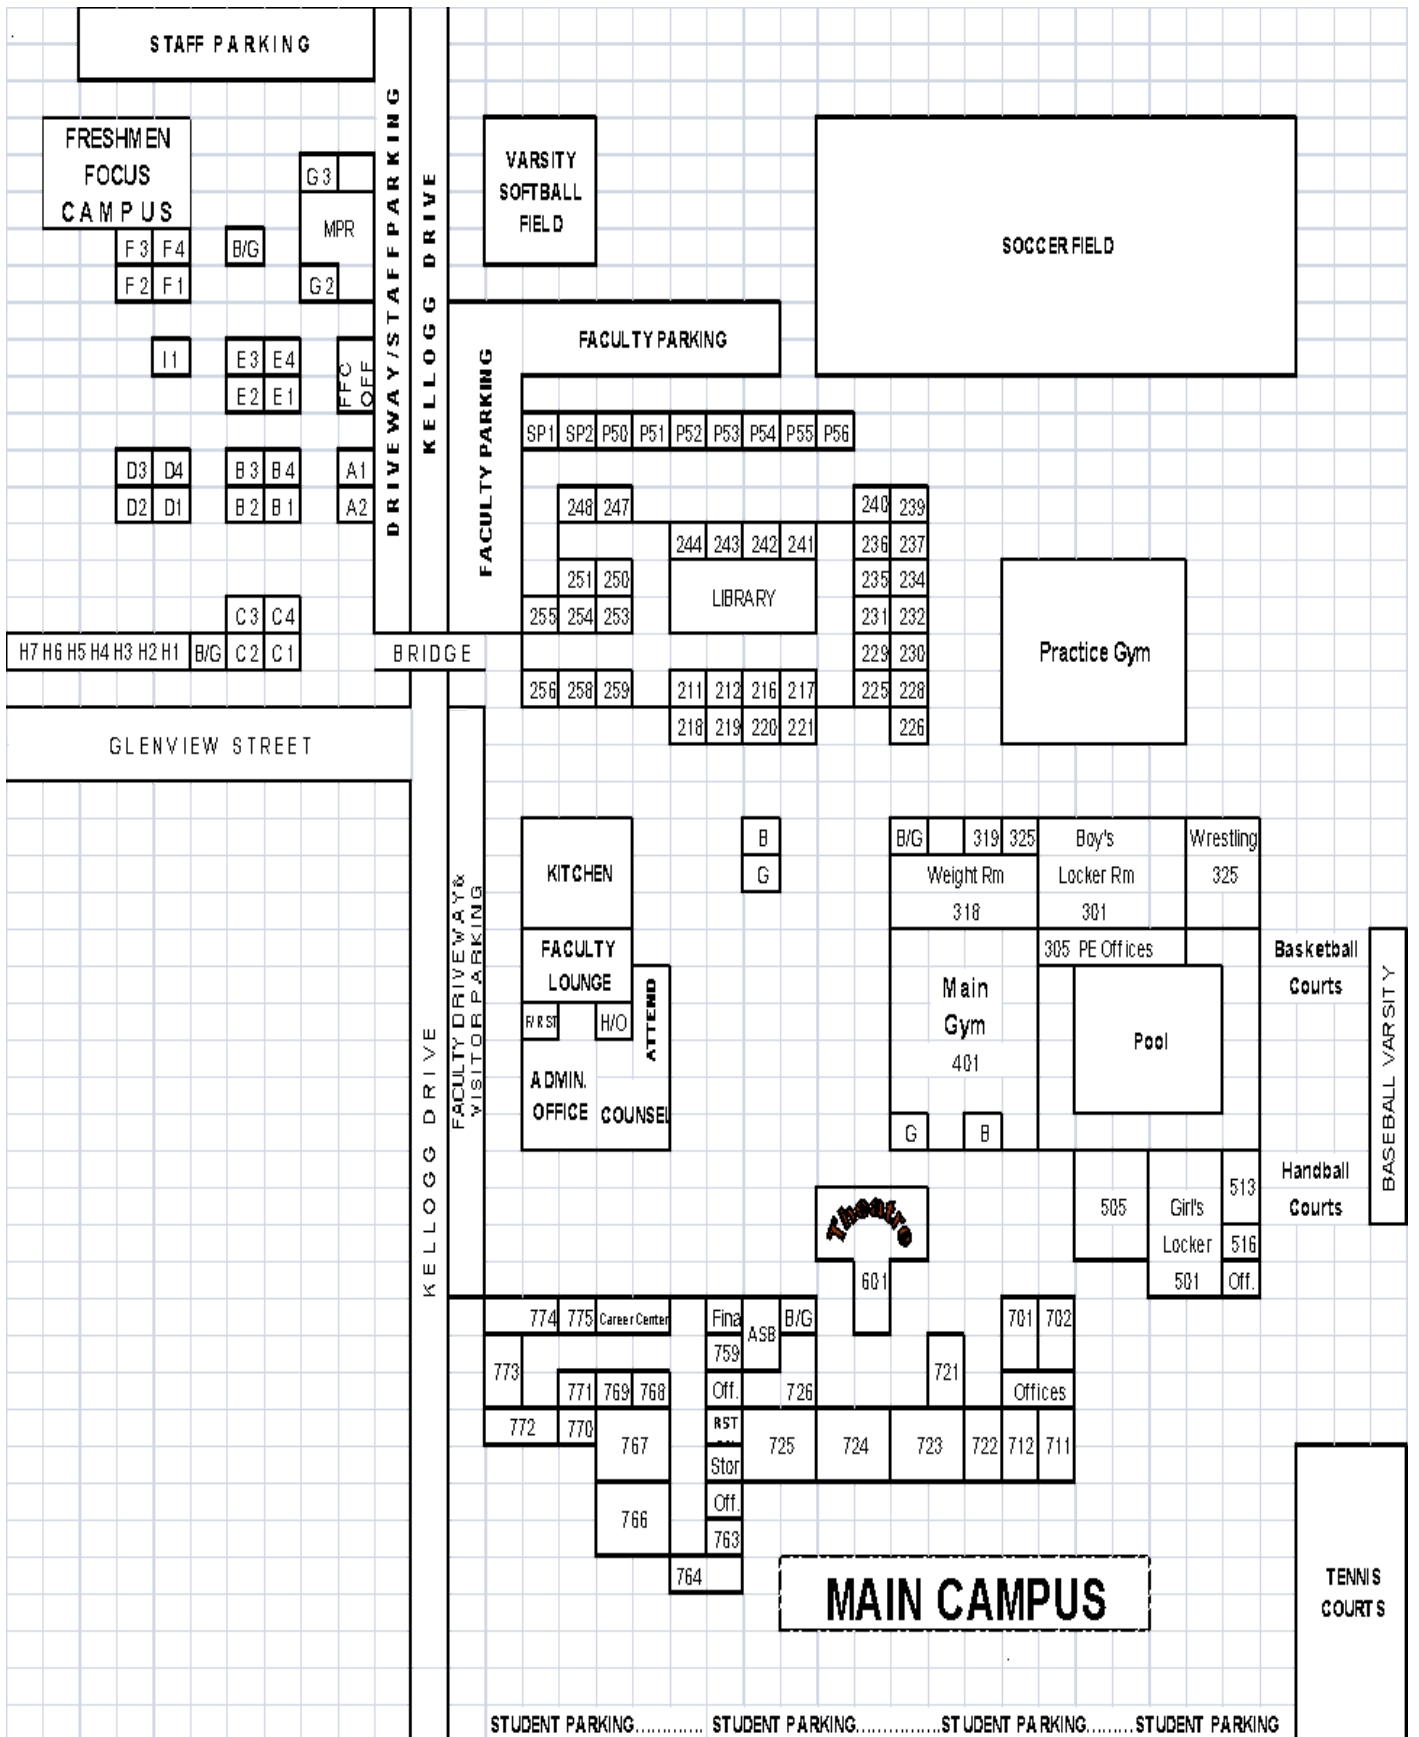 STAFF PARKING
FRESHMEN
FOCUS
CAMPUS
G3
MPR
G2
F3 F4
F2 F1
B/G
I1
E3 E4
E2 E1
FFC
OFF
D3 D4
D2 D1
B3 B4
B2 B1
A1
A2
C3 C4
H7 H6 H5 H4 H3 H2 H1 B/G C2 C1
DRIVEWAY/STAFF PARKING
KELLOGG DRIVE
BRIDGE
GLENVIEW STREET
VARSITY
SOFTBALL
FIELD
SOCCER FIELD
FACULTY PARKING
FACULTY PARKING
SP1 SP2 P50 P51 P52 P53 P54 P55 P56
248 247
240 239
244 243 242 241
236 237
251 250
235 234
LIBRARY
255 254 253
231 232
229 230
256 258 259
211 212 216 217
225 228
218 219 220 221
226
Practice Gym
KITCHEN
FACULTY
LOUNGE
H/O
ATTEND
ADMIN.
OFFICE
COUNSEL
FACULTY DRIVEWAY &
VISITOR PARKING
KELLOGG DRIVE
B
G
B/G 319 325
Weight Rm
318
Boy's
Locker Rm
301
Wrestling
325
305 PE Offices
Main
Gym
401
G B
Pool
Basketball
Courts
BASEBALL VARSITY
Handball
Courts
505
Girl's
Locker
501
513
516
Off.
Theatre
601
774 775 Career Center
Fina
ASB
B/G
701 702
759
773
721
771 769 768
Off.
726
Offices
772 770
767
RST
725 724 723 722 712 711
Stor
766
Off.
763
764
MAIN CAMPUS
TENNIS
COURTS
STUDENT PARKING............ STUDENT PARKING...............STUDENT PARKING.........STUDENT PARKING